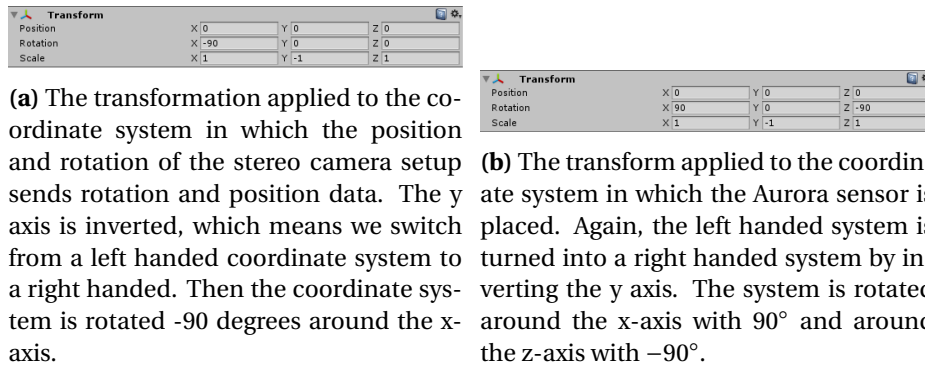 Transform
Position X 0 Y 0 Z 0
Rotation X -90 Y 0 Z 0
Scale X 1 Y -1 Z 1
(a) The transformation applied to the co-
ordinate system in which the position
and rotation of the stereo camera setup
sends rotation and position data. The y
axis is inverted, which means we switch
from a left handed coordinate system to
a right handed. Then the coordinate sys-
tem is rotated -90 degrees around the x-
axis.
Transform
Position X 0 Y 0 Z 0
Rotation X 90 Y 0 Z -90
Scale X 1 Y -1 Z 1
(b) The transform applied to the coordin
ate system in which the Aurora sensor is
placed. Again, the left handed system is
turned into a right handed system by in
verting the y axis. The system is rotated
around the x-axis with 90° and around
the z-axis with −90°.